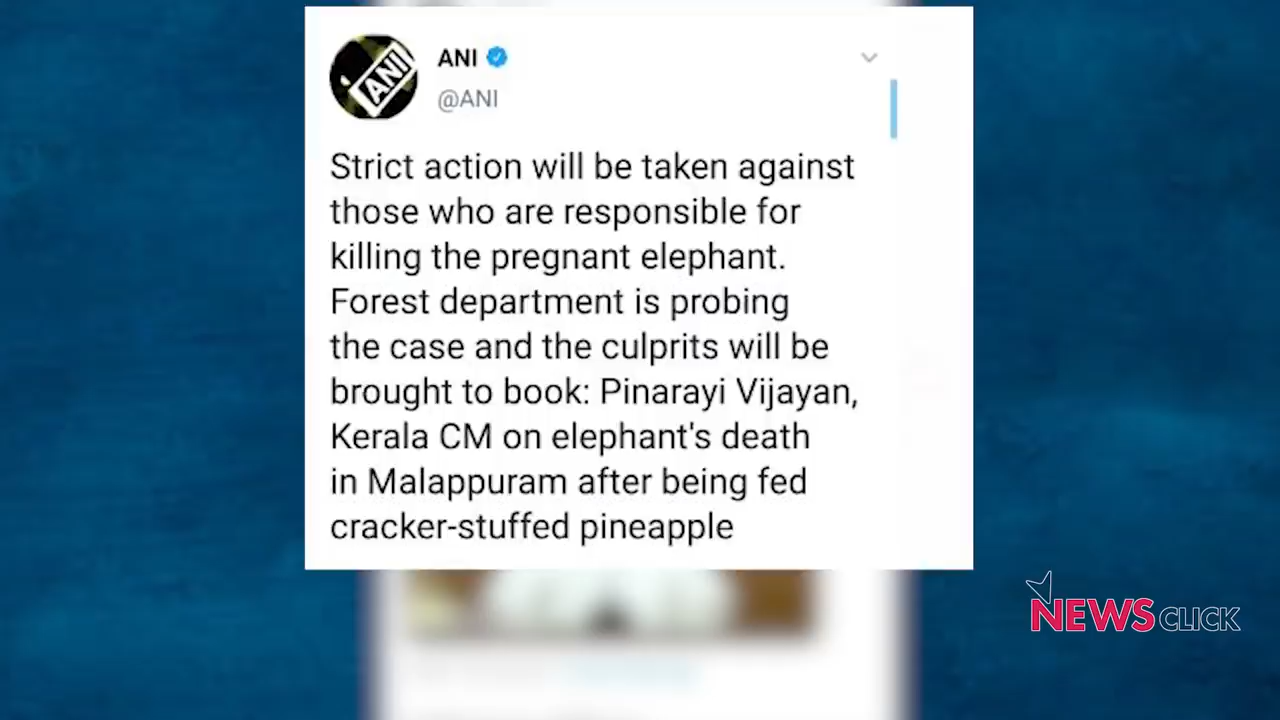 ANI
ANI
@ANI
Strict action will be taken against
those who are responsible for
killing the pregnant elephant.
Forest department is probing
the case and the culprits will be
brought to book: Pinarayi Vijayan,
Kerala CM on elephant's death
in Malappuram after being fed
cracker-stuffed pineapple
NEWSCLICK